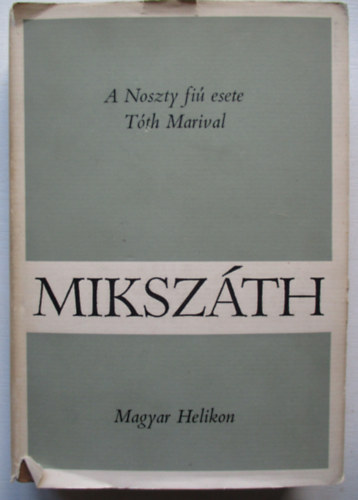 A Noszty fiú esete
Tóth Marival
MIKSZÁTH
Magyar Helikon